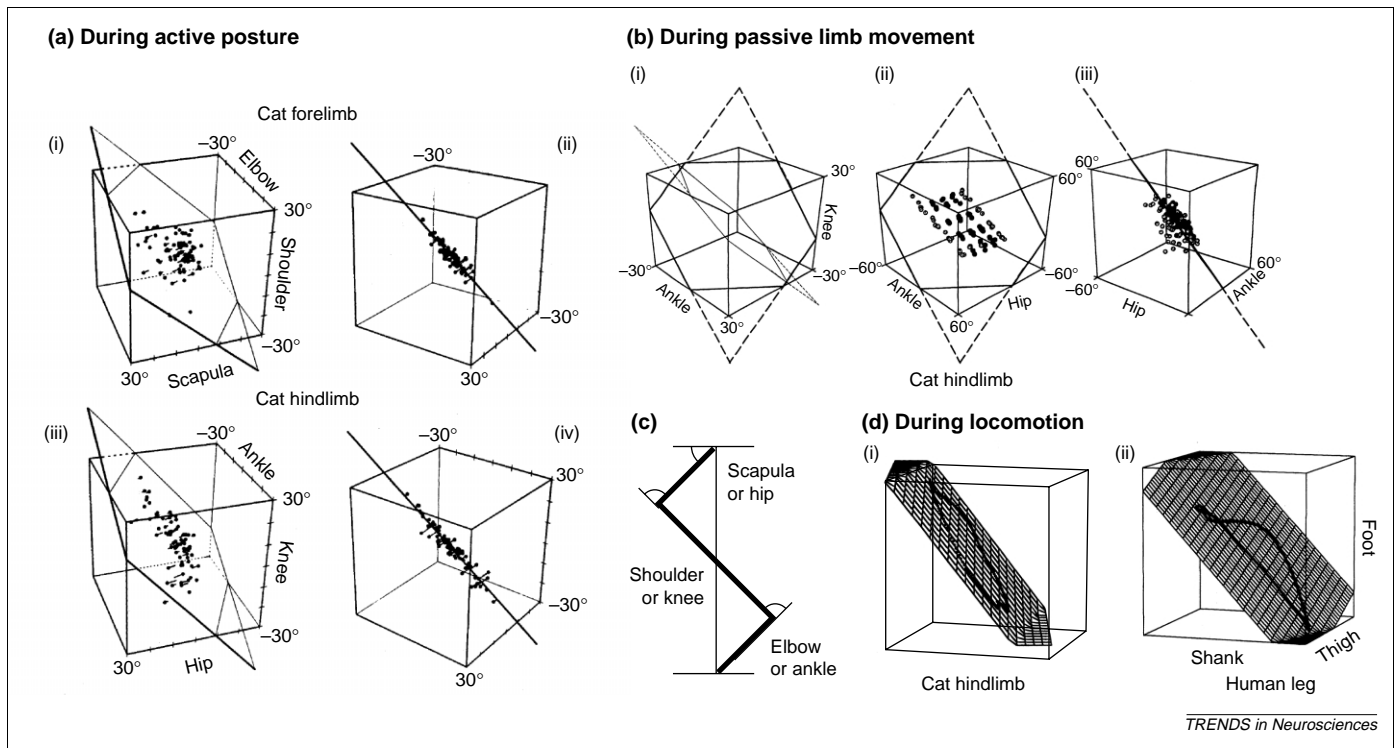 (a) During active posture
Cat forelimb
(i)
–30°
Elbow
30°
Shoulder
–30°
Scapula
30°
(ii)
–30°
–30°
30°
Cat hindlimb
(iii)
–30°
Ankle
30°
Knee
–30°
Hip
30°
(iv)
–30°
30°
–30°
30°
(b) During passive limb movement
(i)
30°
Knee
–30°
–30°
Ankle
30°
(ii)
60°
–60°
–60°
Ankle
Hip
60°
(iii)
60°
60°
–60°
Ankle
Hip
Cat hindlimb
(c)
Scapula
or hip
Shoulder
or knee
Elbow
or ankle
(d) During locomotion
(i)
Cat hindlimb
(ii)
Foot
Thigh
Shank
Human leg
TRENDS in Neurosciences